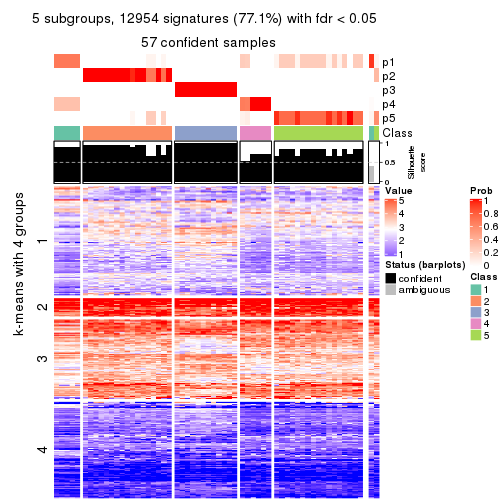 5 subgroups, 12954 signatures (77.1%) with fdr < 0.05
57 confident samples
p1
p2
p3
p4
p5
Class
1
0.5
0
Silhouette
score
k-means with 4 groups
1
2
3
4
Value
5
4
3
2
1
Status (barplots)
confident
ambiguous
Prob
1
0.8
0.6
0.4
0.2
0
Class
1
2
3
4
5